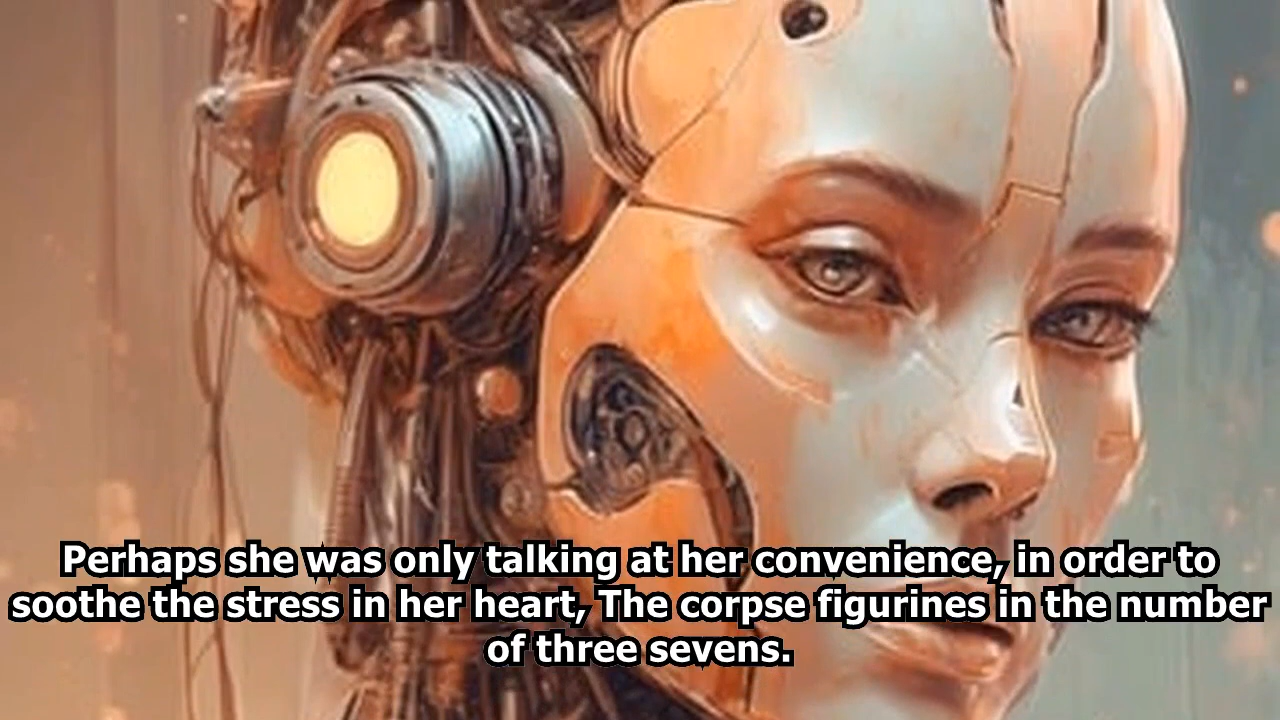 Perhaps she was only talking at her convenience, in order to
soothe the stress in her heart, The corpse figurines in the number
of three sevens.